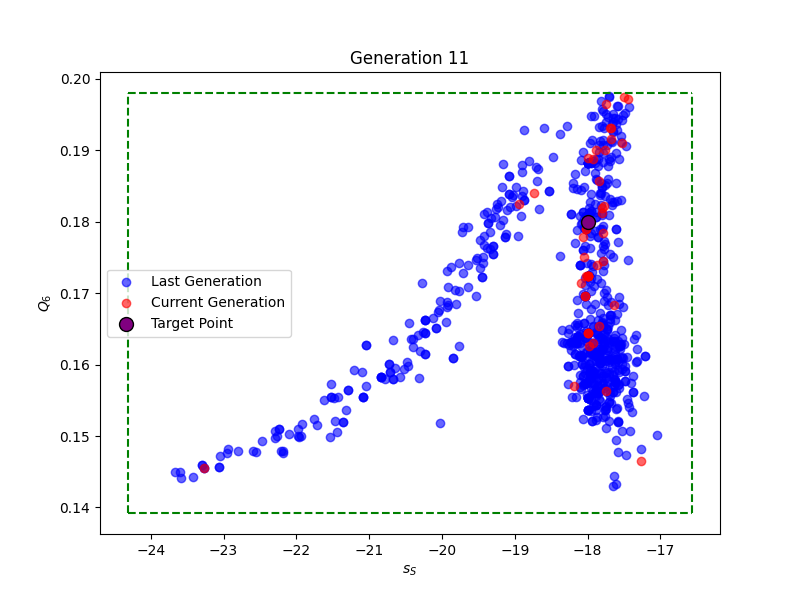 Generation 11
0.20
0.19
0.18
0.17
0.16
0.15
0.14
Q₆
Last Generation
Current Generation
Target Point
−24
−23
−22
−21
−20
−19
−18
−17
s_S